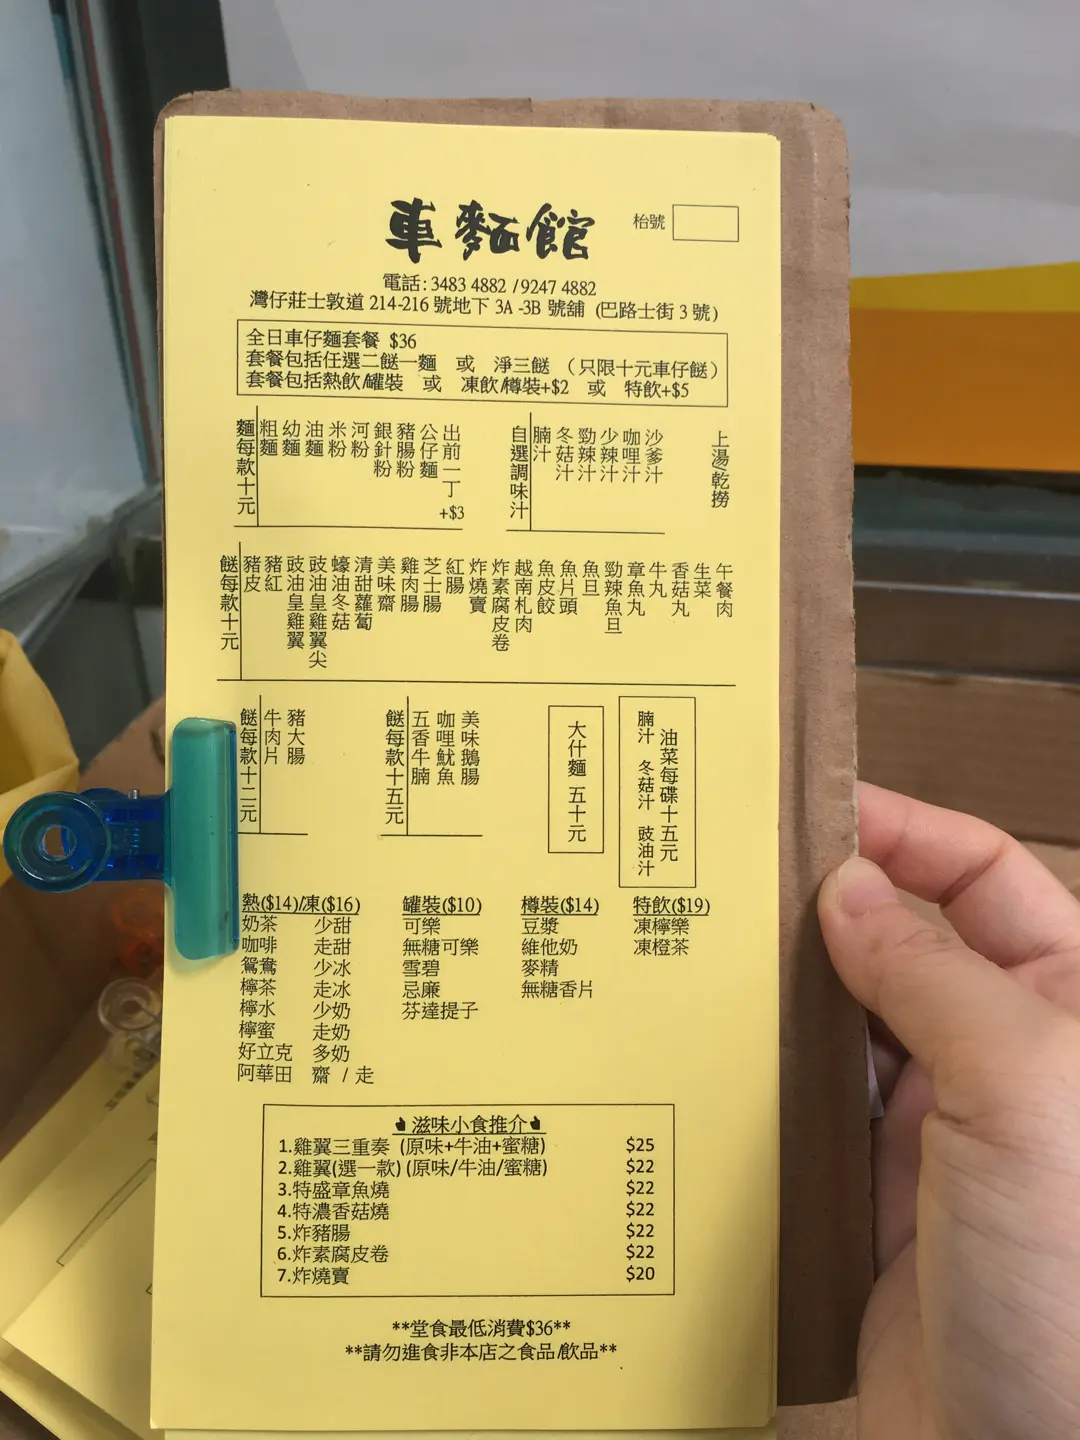 車麵館
枱號
電話: 3483 4882 / 9247 4882
灣仔莊士敦道 214-216 號地下 3A -3B 號舖 (巴路士街 3 號)
全日車仔麵套餐 $36
套餐包括任選二餸一麵 或 淨三餸 (只限十元車仔餸)
套餐包括熱飲/罐裝 或 凍飲/樽裝+$2 或 特飲+$5
麵每款十元
粗麵
幼麵
油麵
米粉
河粉
銀針粉
豬腸粉
公仔麵
出前一丁
+$3
自選調味汁
腩汁
冬菇汁
勁辣汁
少辣汁
咖哩汁
沙爹汁
上湯/乾撈
餸每款十元
豬皮
豬紅
豉油皇雞翼
豉油皇雞翼尖
蠔油冬菇
清甜蘿蔔
美味齋
雞肉腸
芝士腸
紅腸
炸燒賣
炸素腐皮卷
越南札肉
魚皮餃
魚片頭
魚旦
勁辣魚旦
章魚丸
牛丸
香菇丸
生菜
午餐肉
餸每款十二元
牛肉片
豬大腸
餸每款十五元
五香牛腩
咖哩魷魚
美味鵝腸
大什麵 五十元
油菜每碟十五元
腩汁 冬菇汁 豉油汁
熱($14)/凍($16)
奶茶 少甜
咖啡 走甜
鴛鴦 少冰
檸茶 走冰
檸水 少奶
檸蜜 走奶
好立克 多奶
阿華田 齋 / 走
罐裝($10)
可樂
無糖可樂
雪碧
忌廉
芬達提子
樽裝($14)
豆漿
維他奶
麥精
無糖香片
特飲($19)
凍檸樂
凍橙茶
滋味小食推介
1.雞翼三重奏 (原味+牛油+蜜糖) $25
2.雞翼(選一款) (原味/牛油/蜜糖) $22
3.特盛章魚燒 $22
4.特濃香菇燒 $22
5.炸豬腸 $22
6.炸素腐皮卷 $22
7.炸燒賣 $20
**堂食最低消費$36**
**請勿進食非本店之食品/飲品**